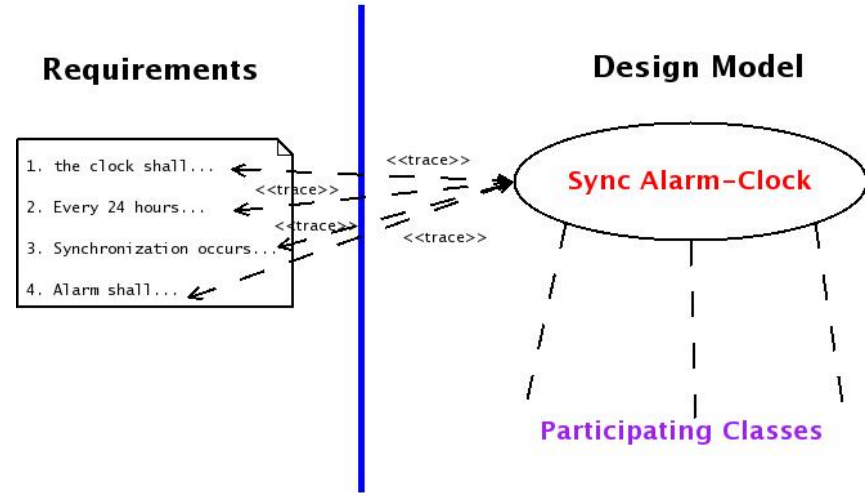 Requirements
Design Model
1. the clock shall...
2. Every 24 hours...
3. Synchronization occurs...
4. Alarm shall...
<<trace>>
<<trace>>
<<trace>>
<<trace>>
Sync Alarm-Clock
Participating Classes